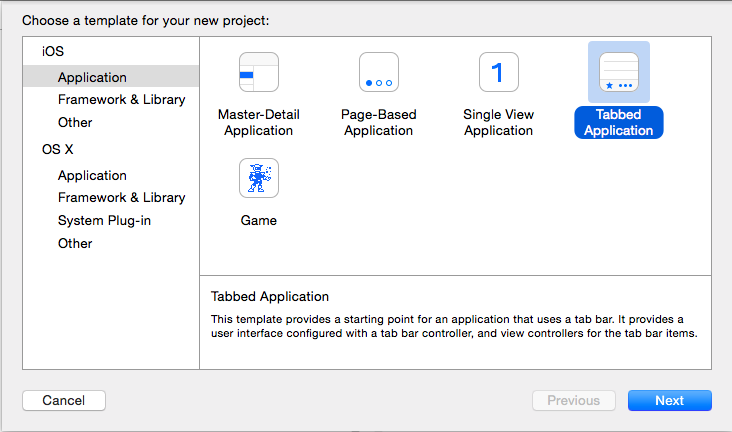 Choose a template for your new project:
iOS
Application
Framework & Library
Other
OS X
Application
Framework & Library
System Plug-in
Other
Master-Detail
Application
Page-Based
Application
1
Single View
Application
Tabbed
Application
Game
Tabbed Application
This template provides a starting point for an application that uses a tab bar. It provides a
user interface configured with a tab bar controller, and view controllers for the tab bar items.
Cancel
Previous
Next